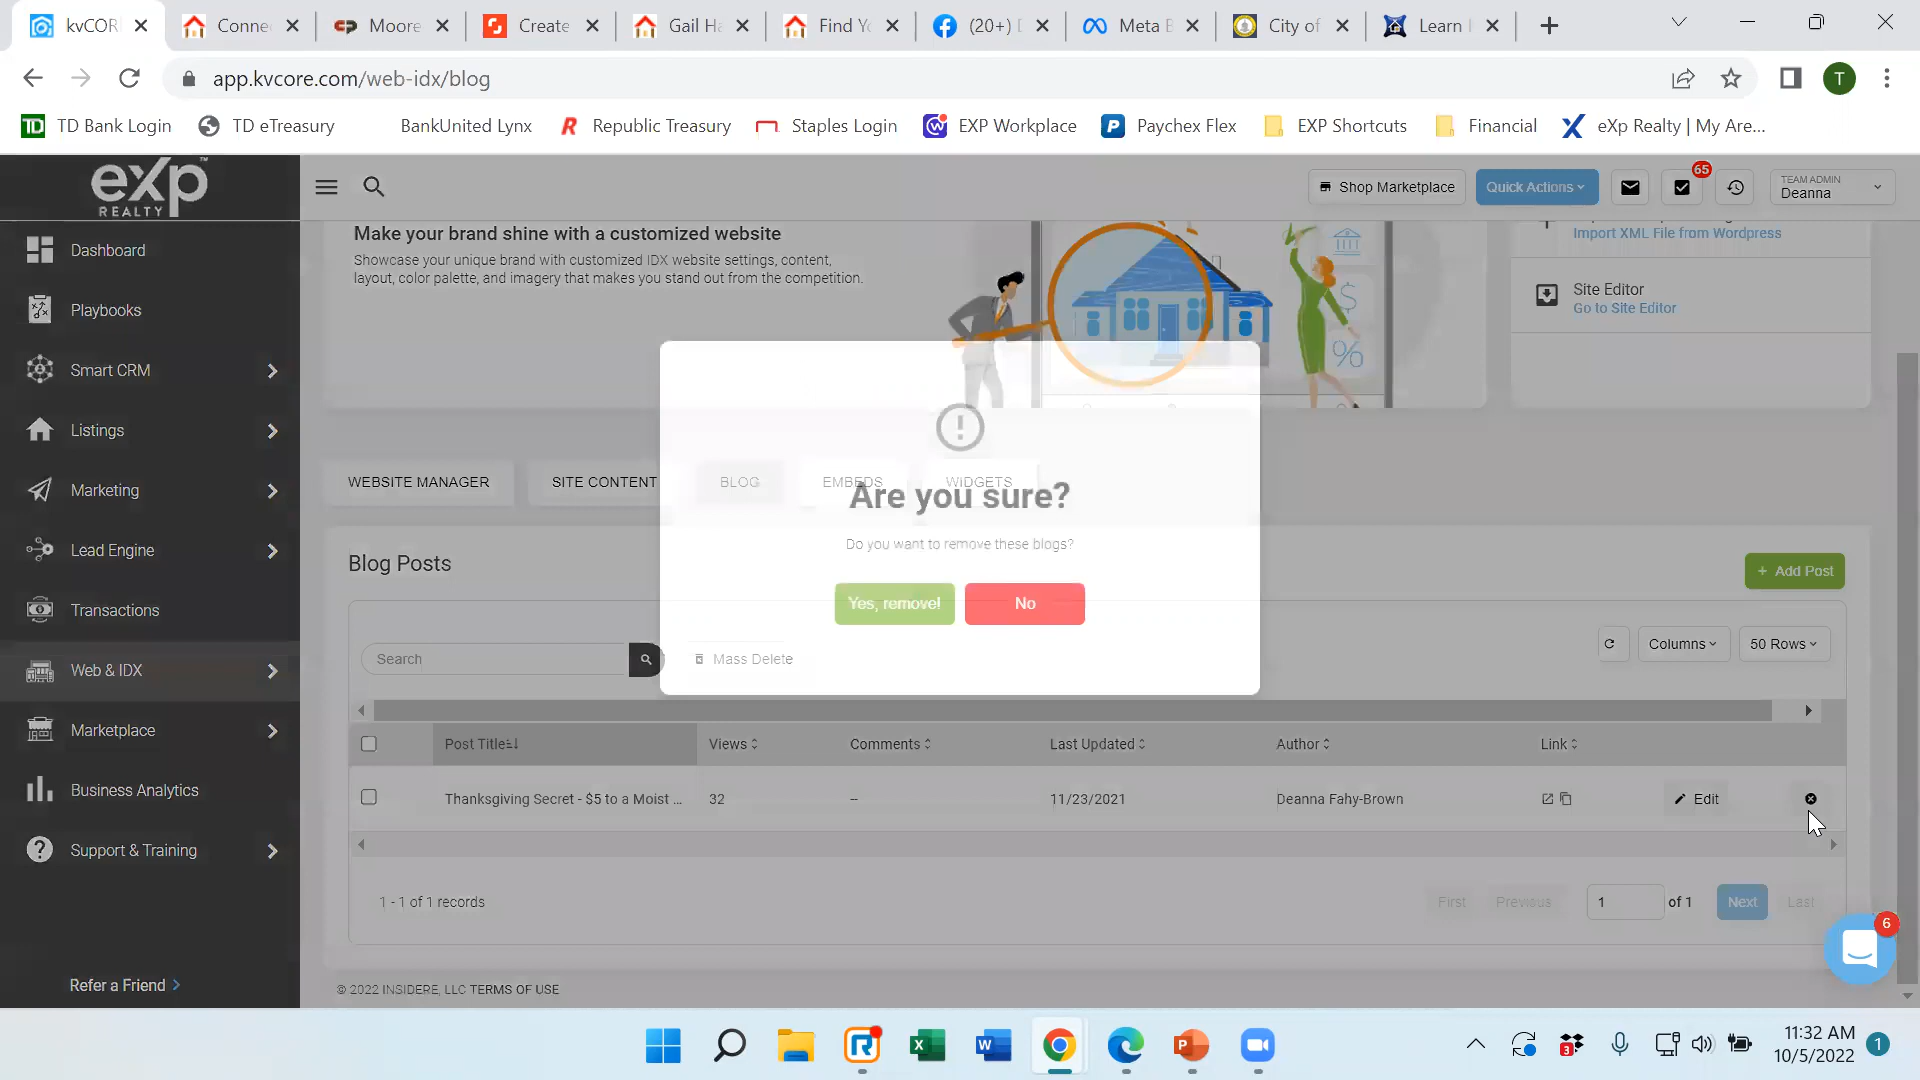 kvCOR
Conne
Moore
Create
Gail Ha
Find Yo
(20+)
Meta B
City of
Learn
app.kvcore.com/web-idx/blog
TD Bank Login
TD eTreasury
BankUnited Lynx
Republic Treasury
Staples Login
EXP Workplace
Paychex Flex
EXP Shortcuts
Financial
eXp Realty | My Are...
eXp
REALTY
Shop Marketplace
Quick Actions
65
TEAM ADMIN
Deanna
Dashboard
Playbooks
Smart CRM
Listings
Marketing
Lead Engine
Transactions
Web & IDX
Marketplace
Business Analytics
Support & Training
Refer a Friend
Make your brand shine with a customized website
Showcase your unique brand with customized IDX website settings, content,
layout, color palette, and imagery that makes you stand out from the competition.
Import XML File from Wordpress
Site Editor
Go to Site Editor
WEBSITE MANAGER
SITE CONTENT
BLOG
EMBEDS
WIDGETS
Are you sure?
Do you want to remove these blogs?
Yes, remove!
No
Blog Posts
+ Add Post
Search
Mass Delete
Columns
50 Rows
Post Title
Views
Comments
Last Updated
Author
Link
Thanksgiving Secret - $5 to a Moist ...
32
--
11/23/2021
Deanna Fahy-Brown
Edit
1 - 1 of 1 records
First
Previous
1
of 1
Next
Last
6
© 2022 INSIDERE, LLC TERMS OF USE
11:32 AM
10/5/2022
1
3
T